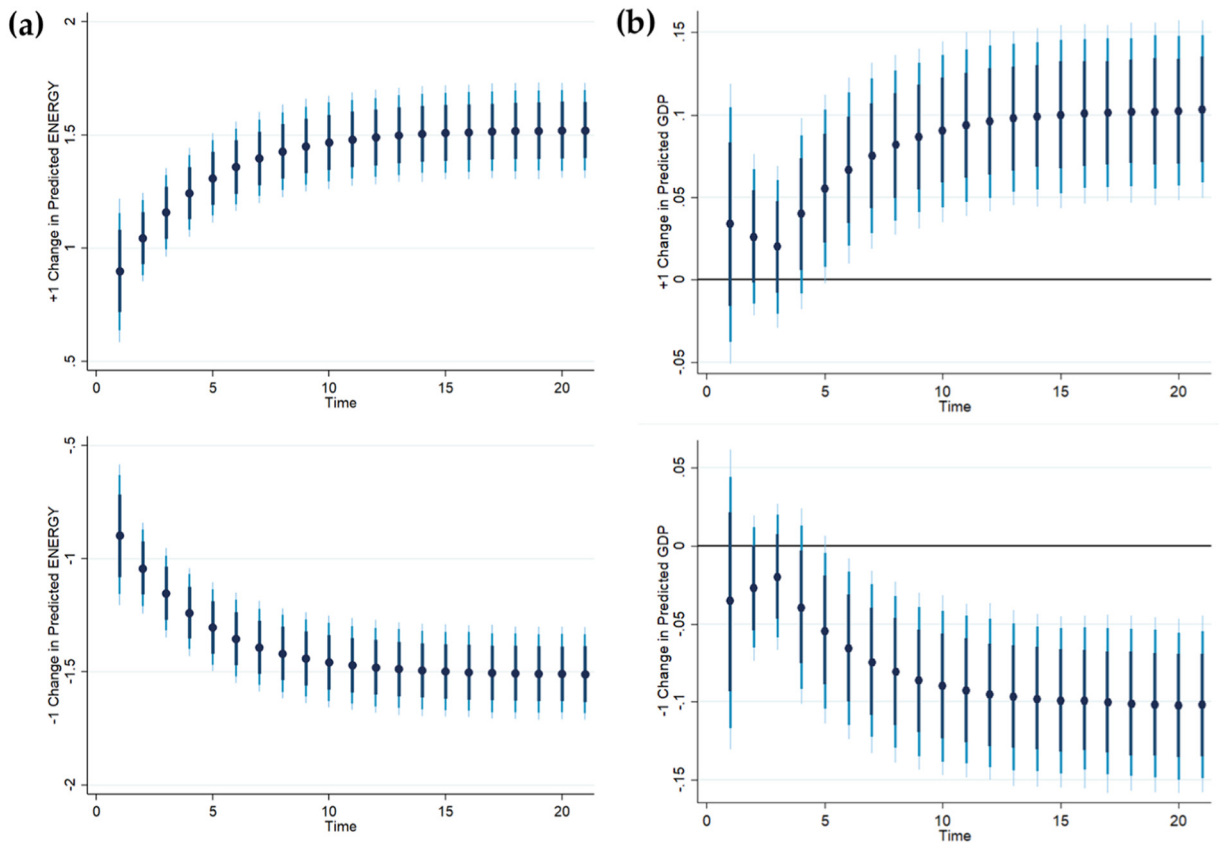 (a)
+1 Change in Predicted ENERGY
2
1.5
1
.5
0 5 10 15 20
Time
(b)
+1 Change in Predicted GDP
.15
.1
.05
0
-.05
0 5 10 15 20
Time
-1 Change in Predicted ENERGY
-.5
-1
-1.5
-2
0 5 10 15 20
Time
-1 Change in Predicted GDP
.05
0
-.05
-.1
-.15
0 5 10 15 20
Time